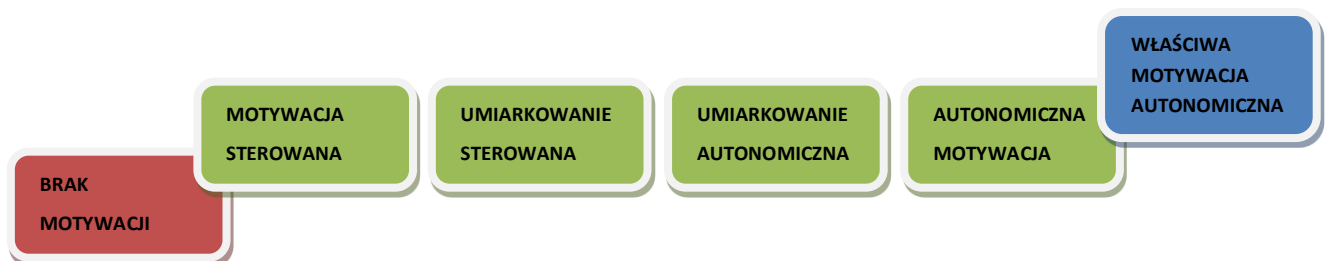 BRAK
MOTYWACJI
MOTYWACJA
STEROWANA
UMIARKOWANIE
STEROWANA
UMIARKOWANIE
AUTONOMICZNA
AUTONOMICZNA
MOTYWACJA
WŁAŚCIWA
MOTYWACJA
AUTONOMICZNA